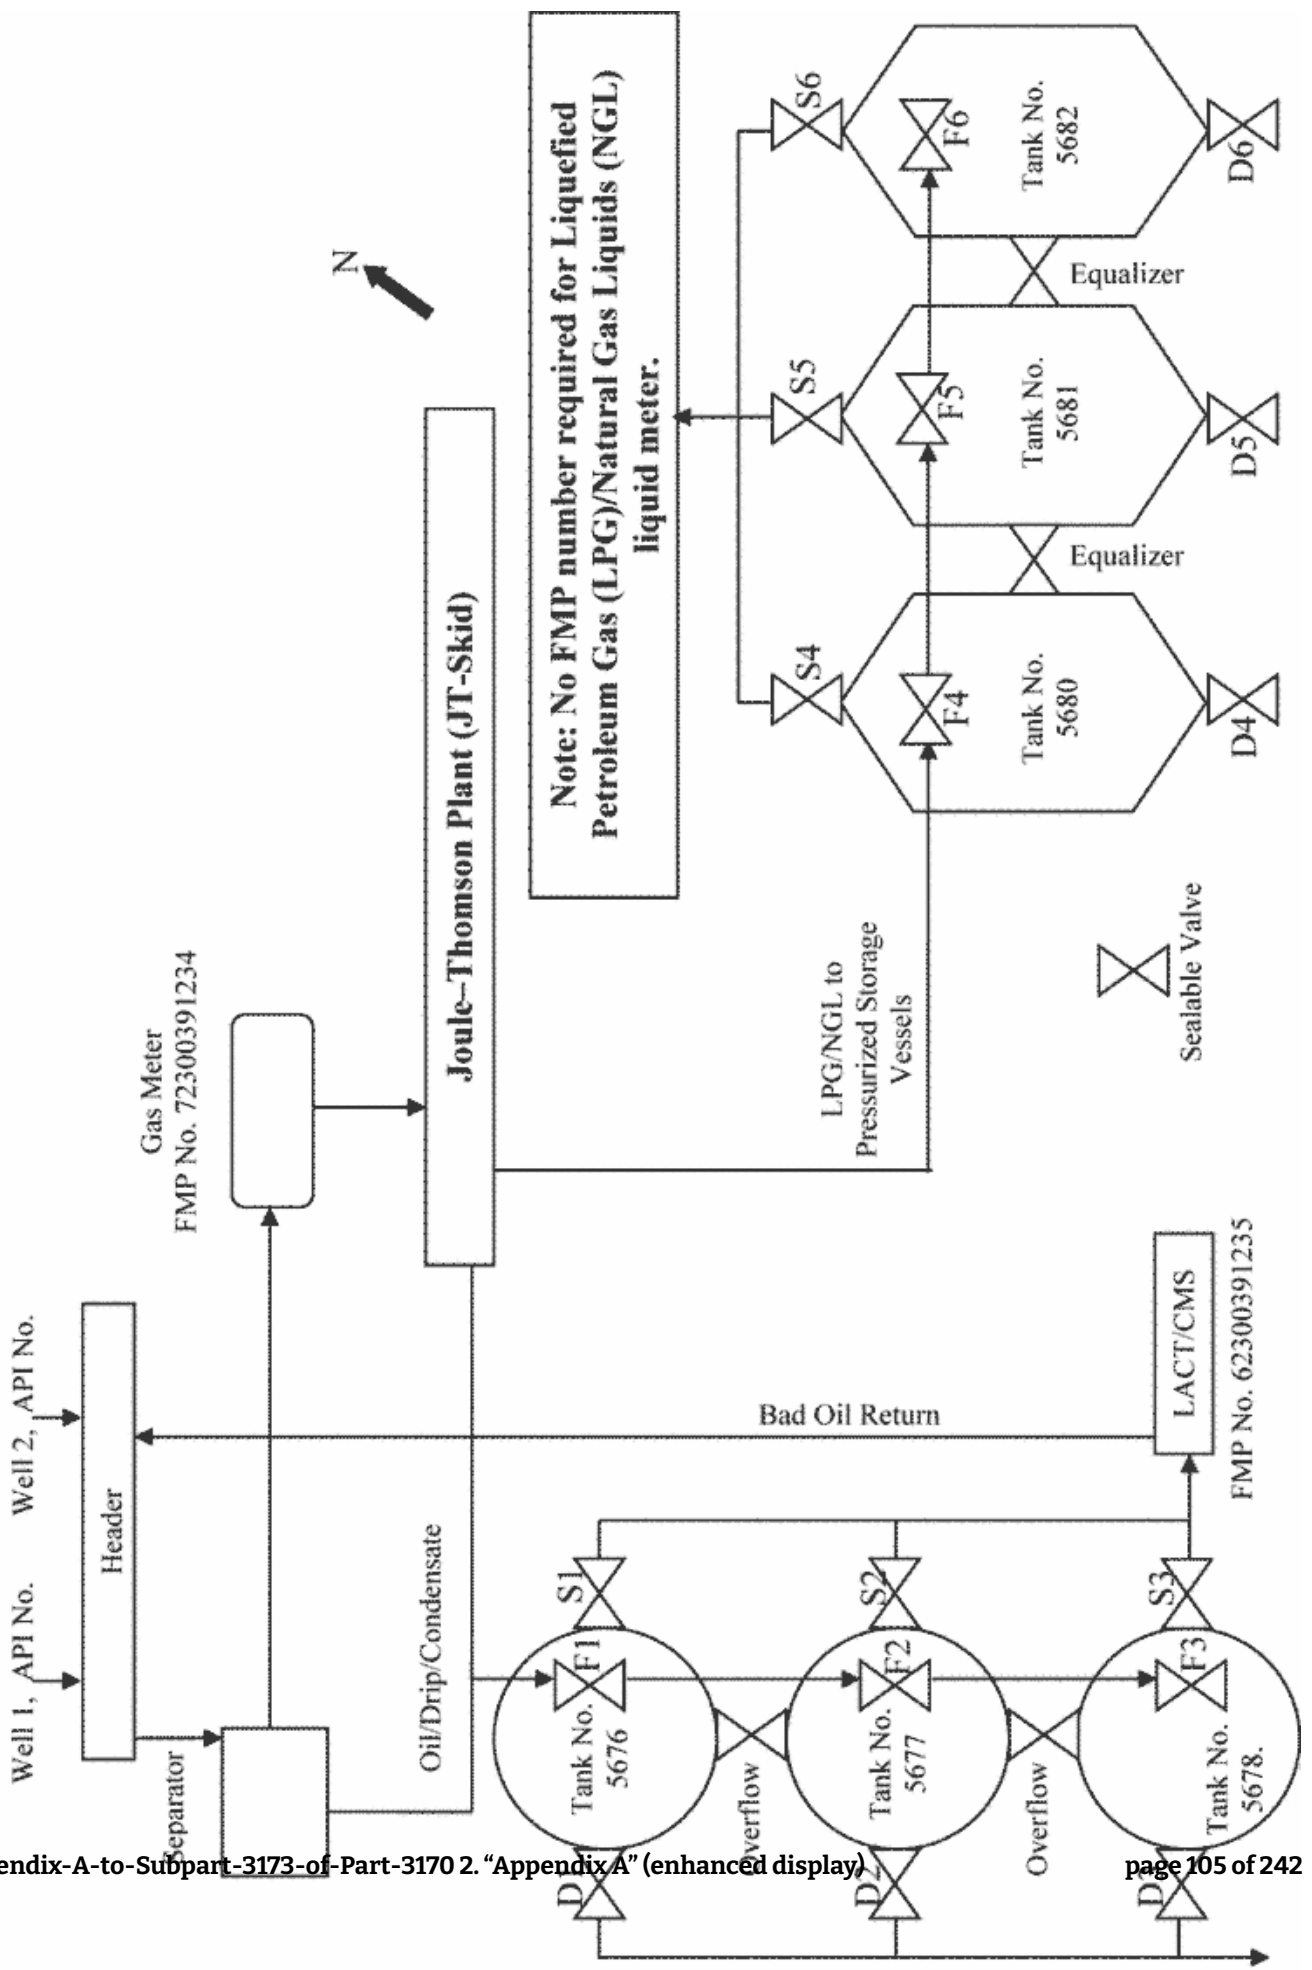 Well 1, API No.
Well 2, API No.
Header
Separator
Gas Meter
FMP No. 72300391234
N
Oil/Drip/Condensate
Joule–Thomson Plant (JT-Skid)
Note: No FMP number required for Liquefied
Petroleum Gas (LPG)/Natural Gas Liquids (NGL)
liquid meter.
Bad Oil Return
LPG/NGL to
Pressurized Storage
Vessels
LACT/CMS
FMP No. 62300391235
Sealable Valve
S1
F1
Tank No.
5676
Overflow
S2
F2
Tank No.
5677
D2
Overflow
S3
F3
Tank No.
5678.
S4
F4
Tank No.
5680
D4
Equalizer
S5
F5
Tank No.
5681
D5
Equalizer
S6
F6
Tank No.
5682
D6
endix-A-to-Subpart-3173-of-Part-3170 2. “Appendix A” (enhanced display)
page 105 of 242